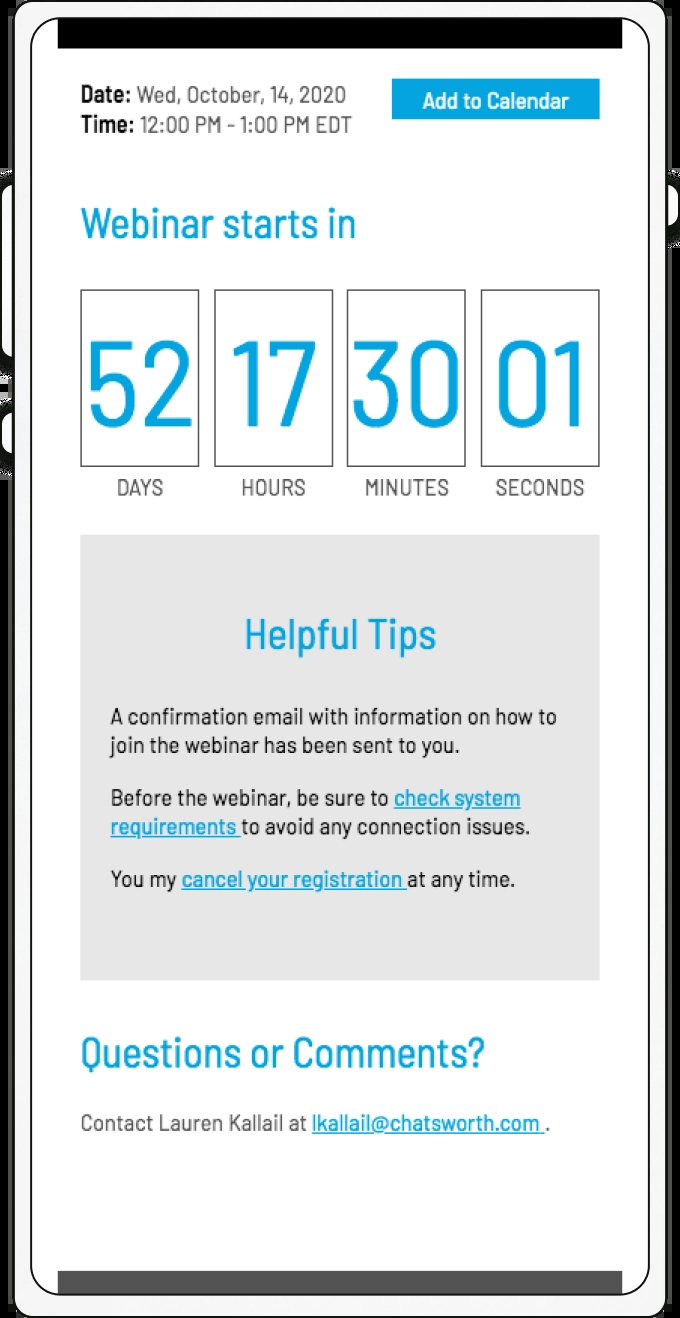 Date: Wed, October, 14, 2020
Time: 12:00 PM - 1:00 PM EDT
Add to Calendar
Webinar starts in
52 17 30 01
DAYS HOURS MINUTES SECONDS
Helpful Tips
A confirmation email with information on how to
join the webinar has been sent to you.
Before the webinar, be sure to check system
requirements to avoid any connection issues.
You my cancel your registration at any time.
Questions or Comments?
Contact Lauren Kallail at lkallail@chatsworth.com .